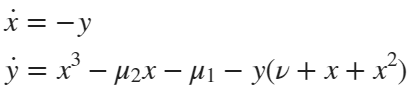 ẋ = −y
ẏ = x³ − μ₂x − μ₁ − y(ν + x + x²)